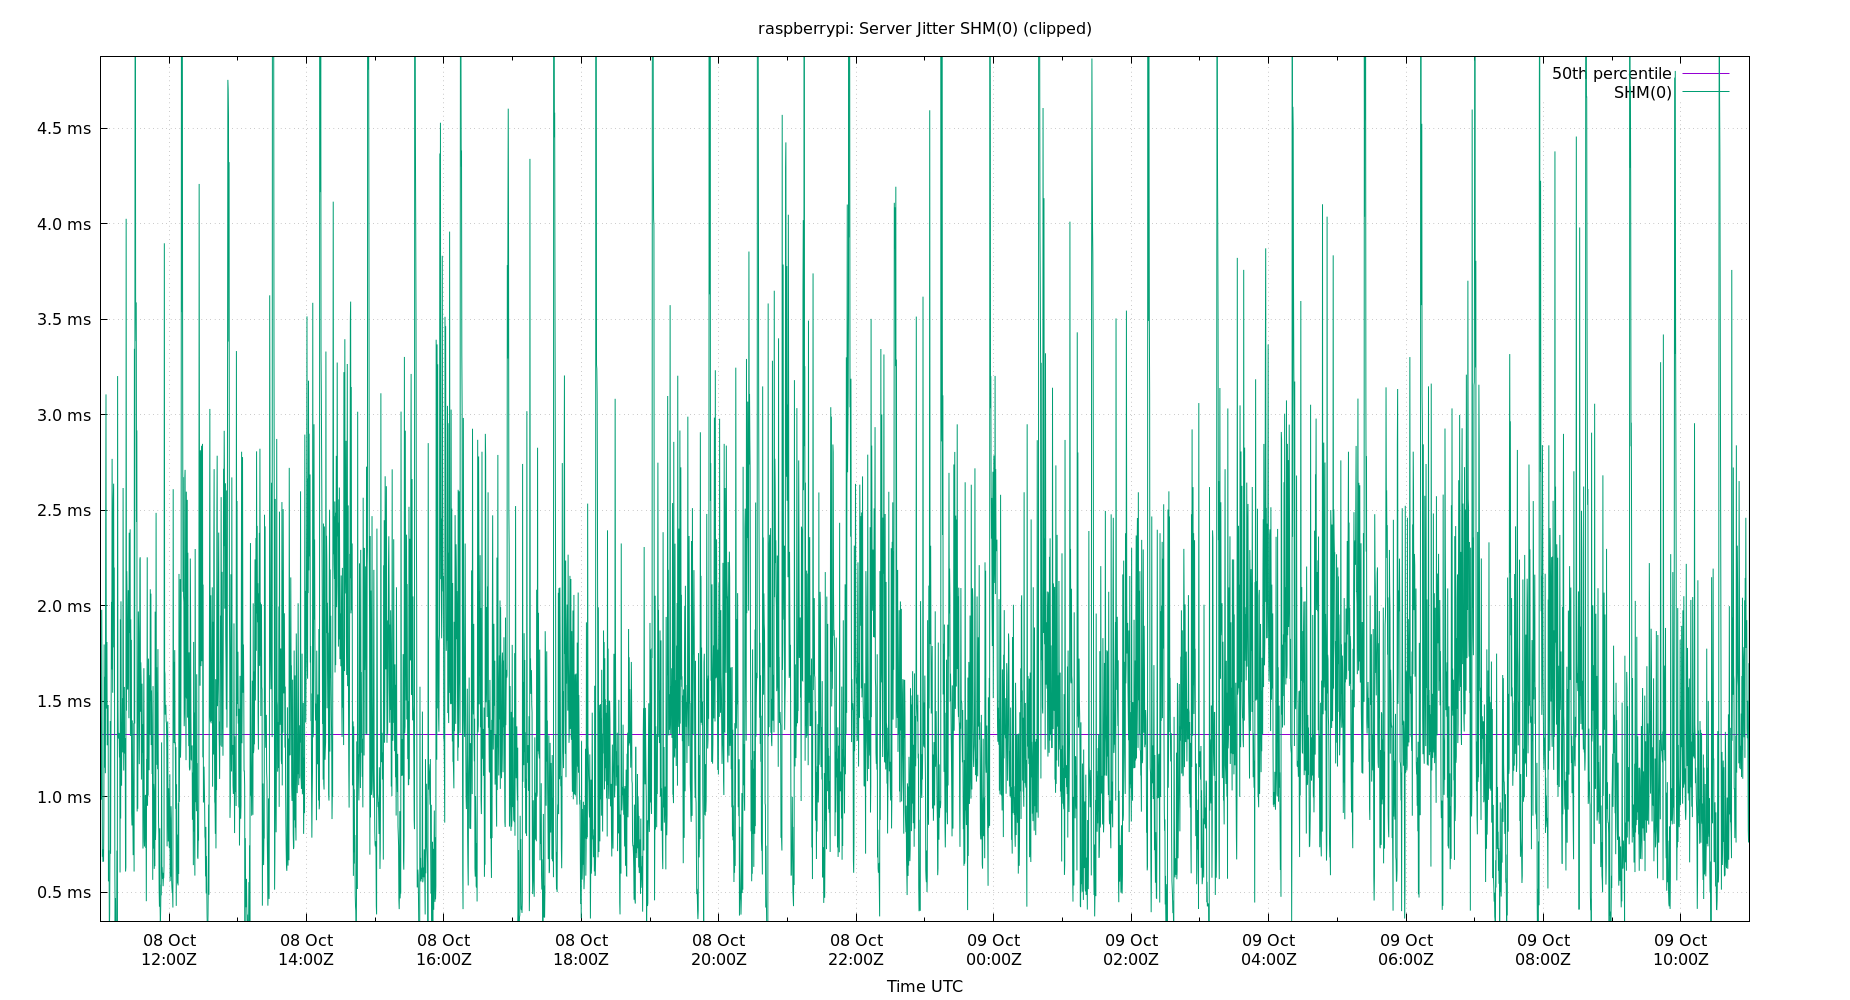 raspberrypi: Server Jitter SHM(0) (clipped)
50th percentile
SHM(0)
4.5 ms
4.0 ms
3.5 ms
3.0 ms
2.5 ms
2.0 ms
1.5 ms
1.0 ms
0.5 ms
08 Oct 08 Oct 08 Oct 08 Oct 08 Oct 08 Oct 09 Oct 09 Oct 09 Oct 09 Oct 09 Oct 09 Oct
12:00Z 14:00Z 16:00Z 18:00Z 20:00Z 22:00Z 00:00Z 02:00Z 04:00Z 06:00Z 08:00Z 10:00Z
Time UTC